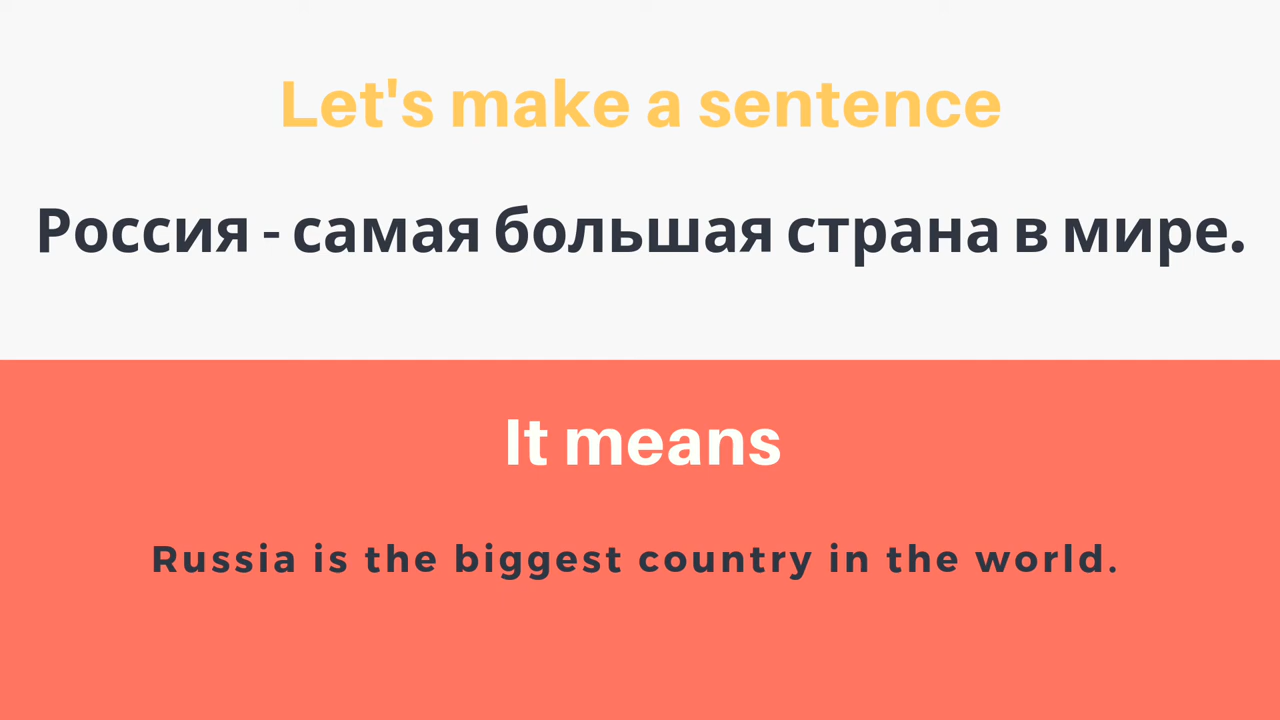 Let's make a sentence
Россия - самая большая страна в мире.
It means
Russia is the biggest country in the world.